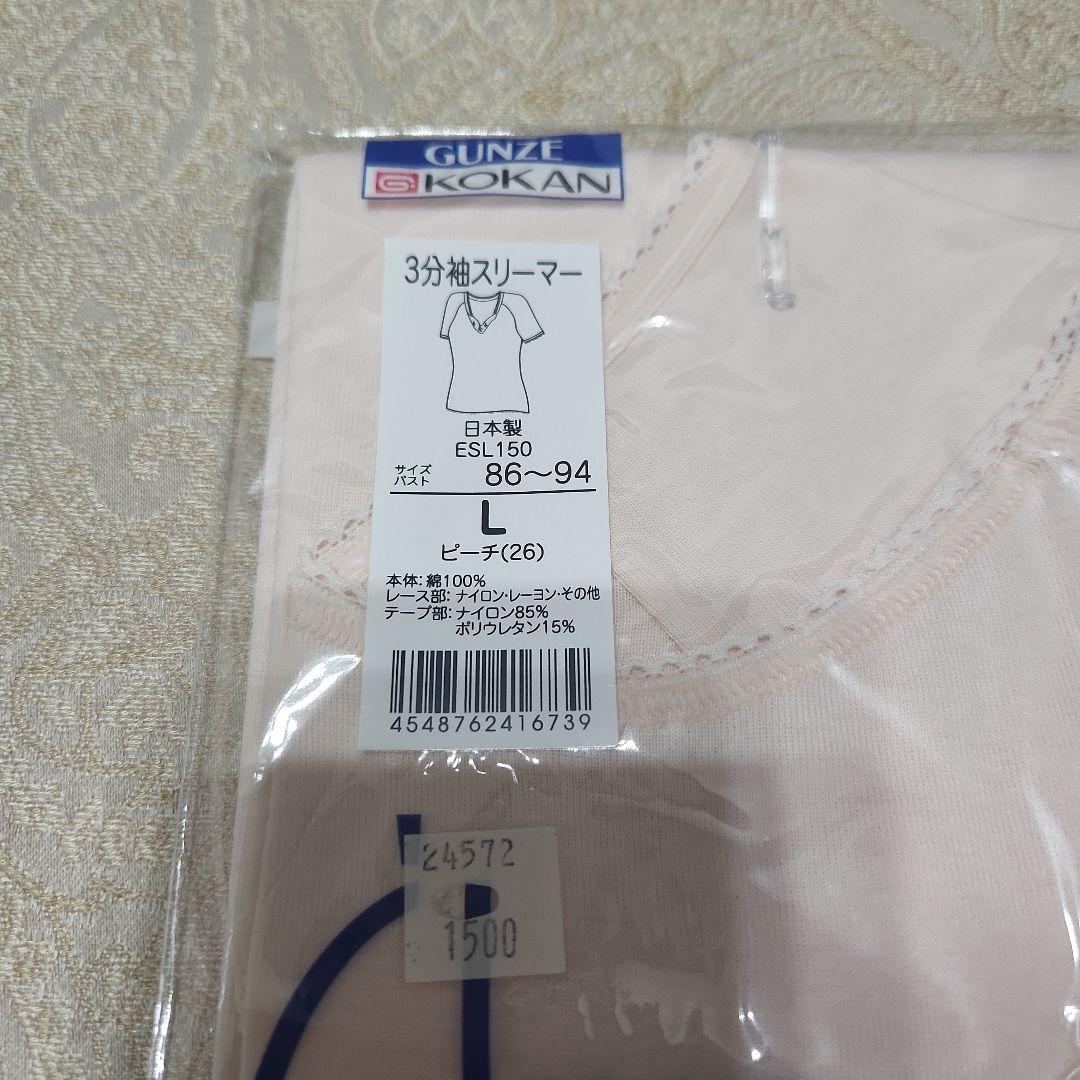 GUNZE
G KOKAN
3分袖スリーマー
日本製
ESL150
サイズ
バスト 86〜94
L
ピーチ(26)
本体:綿100%
レース部:ナイロン・レーヨン・その他
テープ部:ナイロン85%
ポリウレタン15%
4548762416739
24572
1500